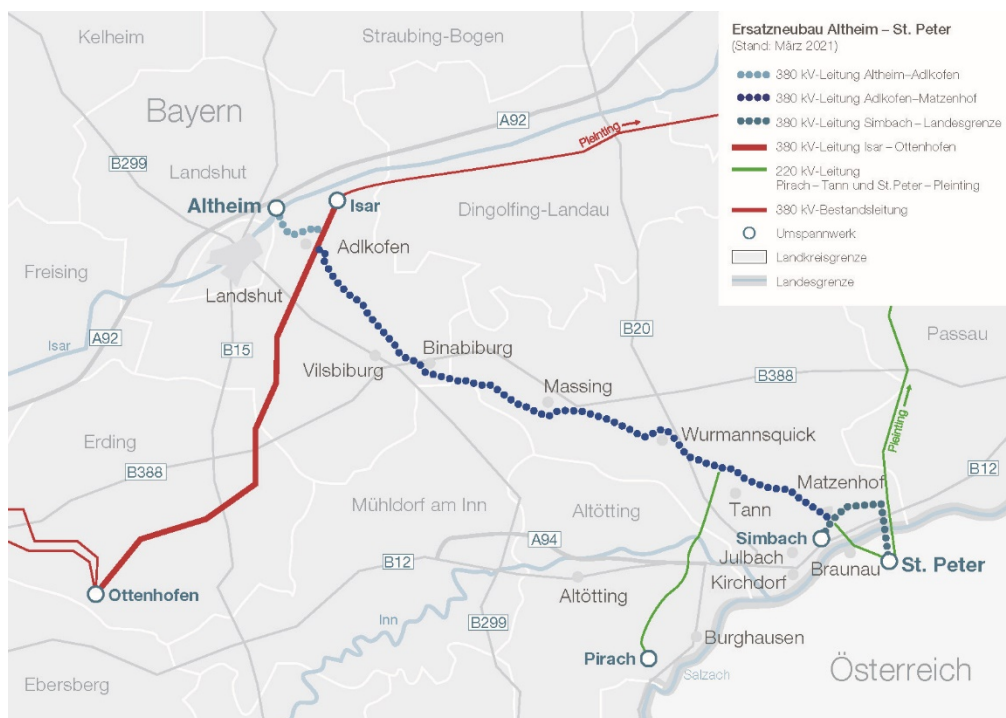 Ersatzneubau Altheim – St. Peter
(Stand: März 2021)
380 kV-Leitung Altheim–Adlkofen
380 kV-Leitung Adlkofen–Matzenhof
380 kV-Leitung Simbach – Landesgrenze
380 kV-Leitung Isar – Ottenhofen
220 kV-Leitung
Pirach – Tann und St. Peter – Pleinting
380 kV-Bestandsleitung
Umspannwerk
Landkreisgrenze
Landesgrenze
Kelheim
Straubing-Bogen
Bayern
A92
Pleinting
B299
Landshut
Altheim
Isar
Dingolfing-Landau
Adlkofen
Freising
Landshut
B20
A92
Isar
B15
Passau
Vilsbiburg
Binabiburg
Massing
B388
Pleinting
Erding
Wurmannsquick
B388
B12
Matzenhof
Mühldorf am Inn
Altötting
Tann
A94
Simbach
B12
Julbach
Braunau
St. Peter
Kirchdorf
Ottenhofen
Altötting
Inn
B299
Burghausen
Pirach
Salzach
Österreich
Ebersberg